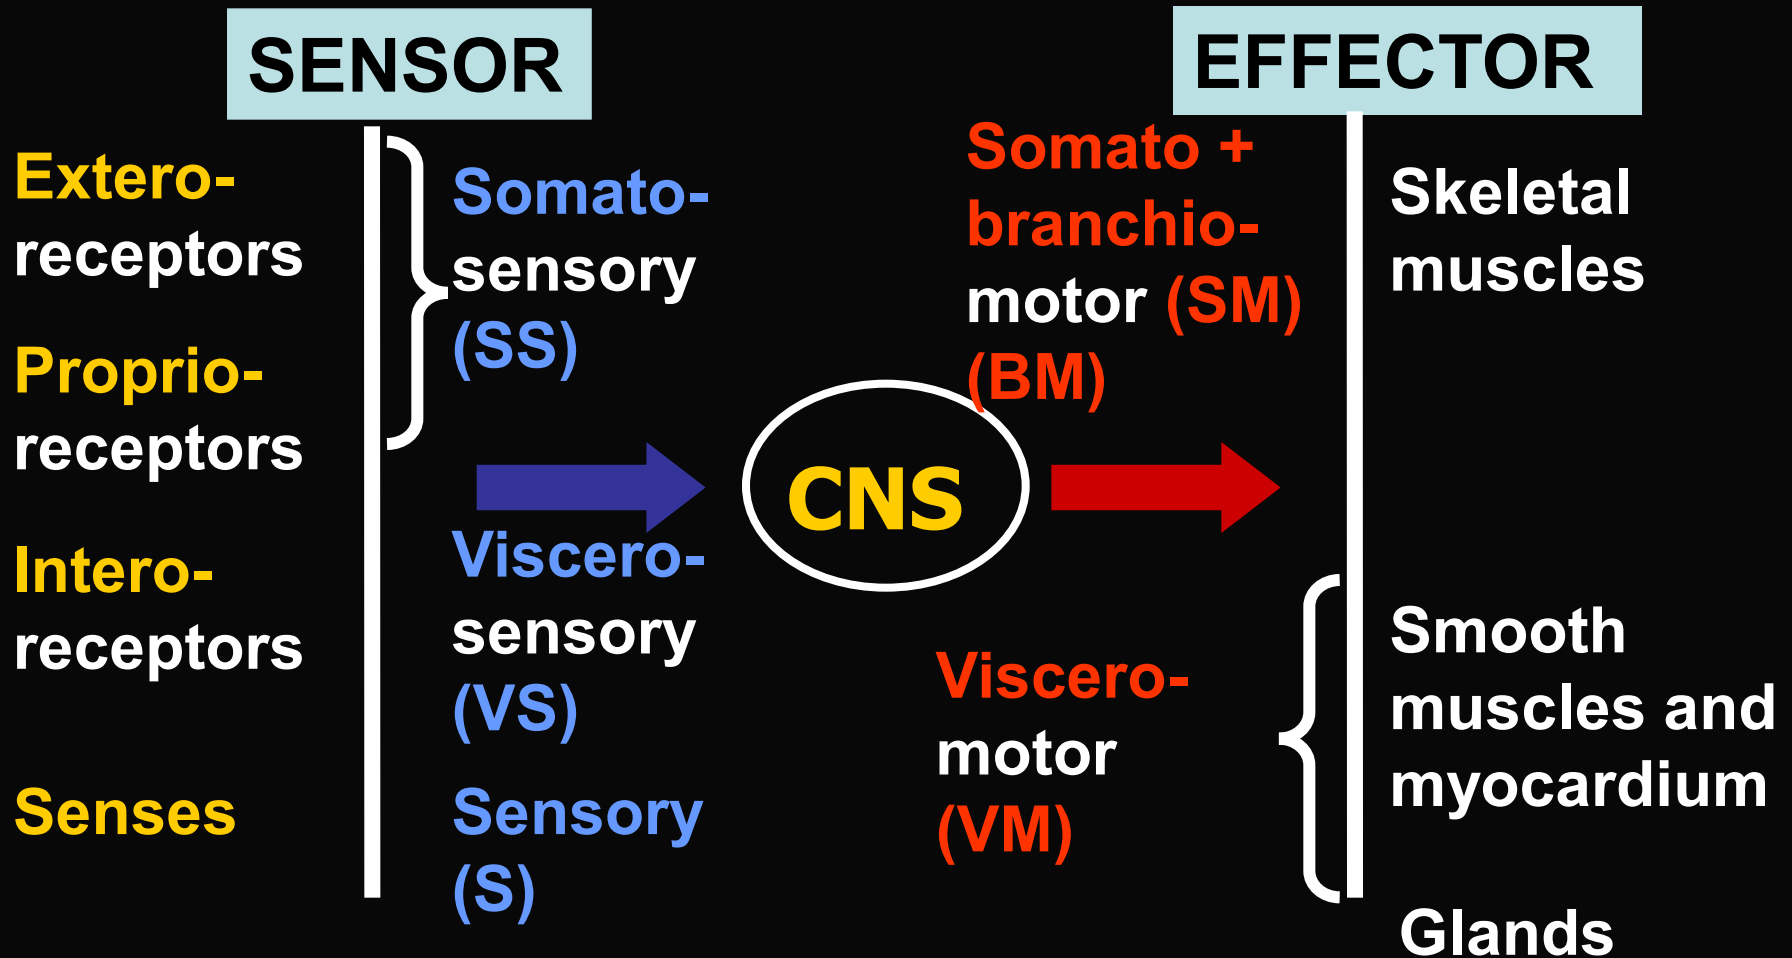 SENSOR
Extero-
receptors
Proprio-
receptors
Intero-
receptors
Senses
Somato-
sensory
(SS)
Viscero-
sensory
(VS)
Sensory
(S)
CNS
EFFECTOR
Somato +
branchio-
motor (SM)
(BM)
Viscero-
motor
(VM)
Skeletal
muscles
Smooth
muscles and
myocardium
Glands